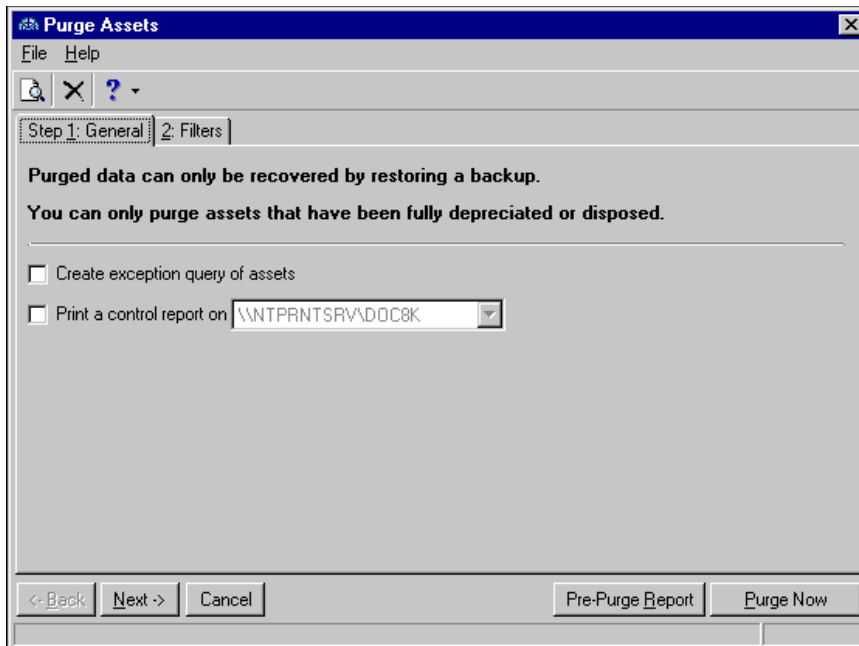 Purge Assets
File Help
?
Step 1: General 2: Filters
Purged data can only be recovered by restoring a backup.
You can only purge assets that have been fully depreciated or disposed.
Create exception query of assets
Print a control report on \\NTPRNTSRV\DOC8K
<- Back Next -> Cancel Pre-Purge Report Purge Now